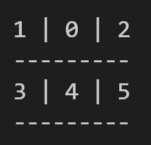 1 | 0 | 2
---------
3 | 4 | 5
---------